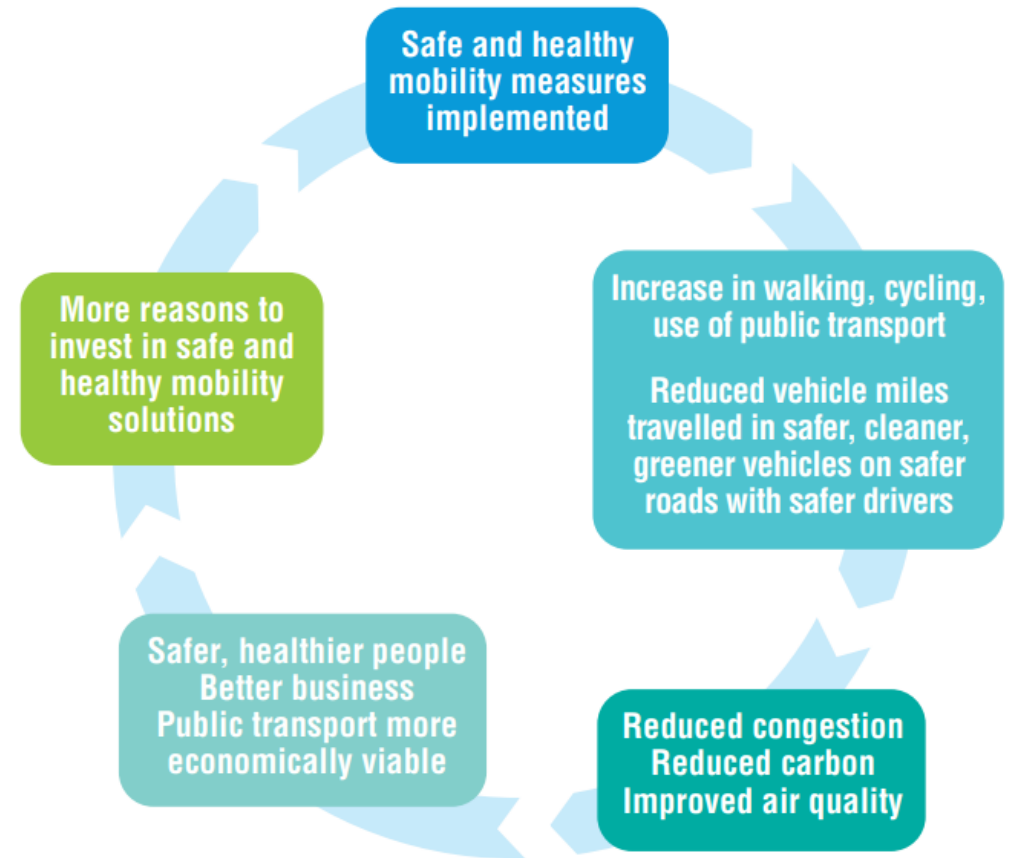 Safe and healthy
mobility measures
implemented
Increase in walking, cycling,
use of public transport
Reduced vehicle miles
travelled in safer, cleaner,
greener vehicles on safer
roads with safer drivers
Reduced congestion
Reduced carbon
Improved air quality
Safer, healthier people
Better business
Public transport more
economically viable
More reasons to
invest in safe and
healthy mobility
solutions